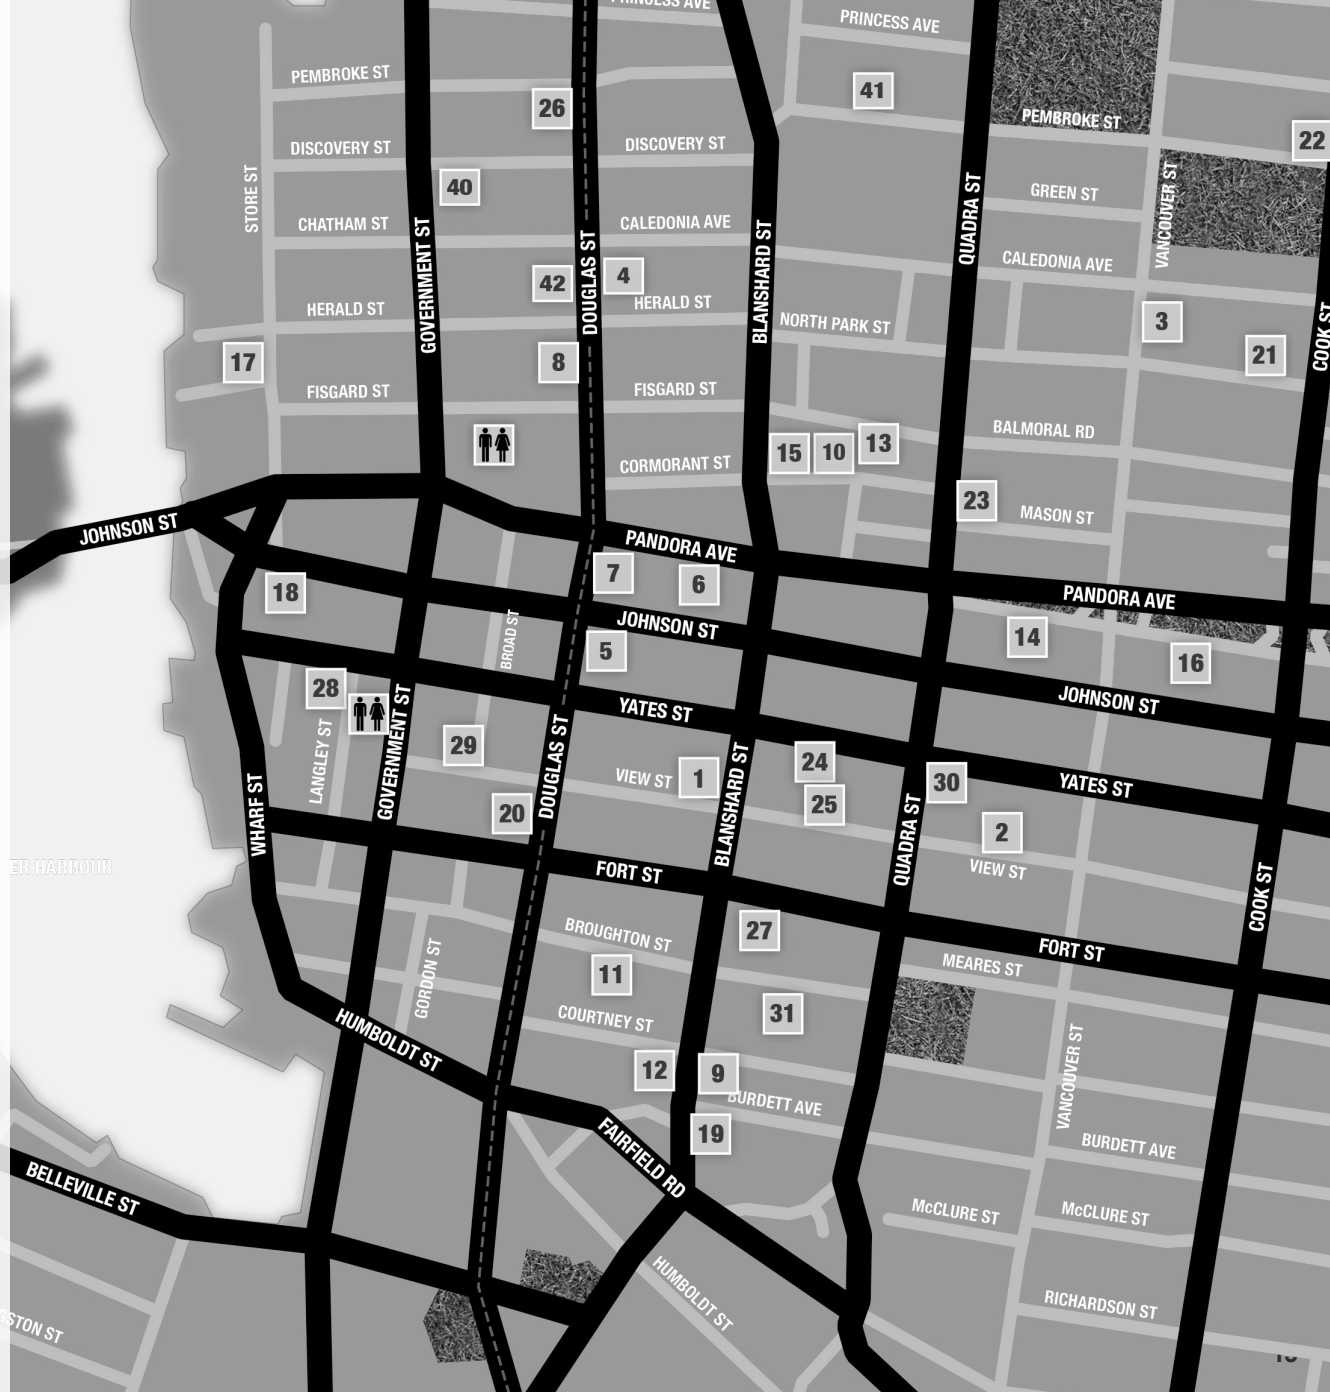 PRINCESS AVE
PRINCESS AVE
PEMBROKE ST
41
26
PEMBROKE ST
22
DISCOVERY ST
DISCOVERY ST
40
STORE ST
GREEN ST
VANCOUVER ST
QUADRA ST
CHATHAM ST
CALEDONIA AVE
GOVERNMENT ST
DOUGLAS ST
BLANSHARD ST
CALEDONIA AVE
42
4
HERALD ST
HERALD ST
NORTH PARK ST
3
COOK ST
17
8
21
FISGARD ST
FISGARD ST
BALMORAL RD
15
10
13
CORMORANT ST
23
MASON ST
JOHNSON ST
PANDORA AVE
7
6
18
PANDORA AVE
BROAD ST
JOHNSON ST
14
5
16
28
JOHNSON ST
YATES ST
LANGLEY ST
GOVERNMENT ST
29
DOUGLAS ST
VIEW ST
1
BLANSHARD ST
24
30
YATES ST
25
20
2
WHARF ST
QUADRA ST
ER HARBOUR
FORT ST
VIEW ST
COOK ST
27
BROUGHTON ST
FORT ST
MEARES ST
11
GORDON ST
31
COURTNEY ST
HUMBOLDT ST
12
9
VANCOUVER ST
BURDETT AVE
19
BURDETT AVE
FAIRFIELD RD
BELLEVILLE ST
McCLURE ST
McCLURE ST
HUMBOLDT ST
RICHARDSON ST
GSTON ST